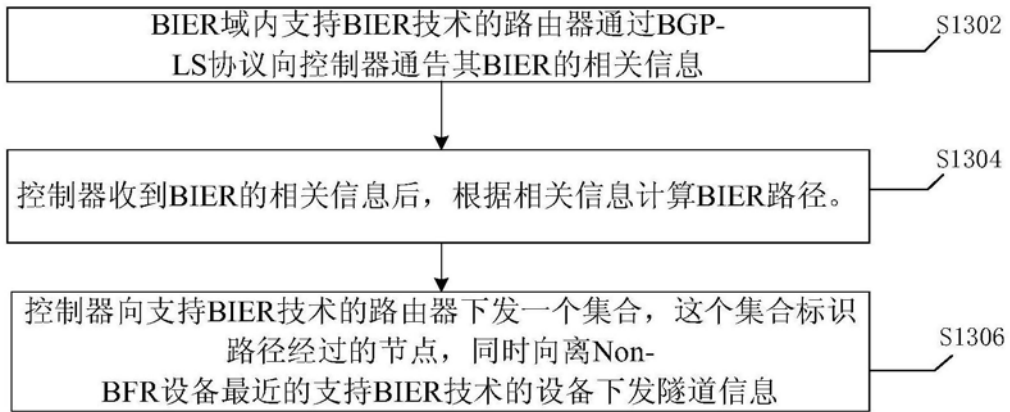 BIER域内支持BIER技术的路由器通过BGP-
LS协议向控制器通告其BIER的相关信息
S1302
控制器收到BIER的相关信息后，根据相关信息计算BIER路径。
S1304
控制器向支持BIER技术的路由器下发一个集合，这个集合标识
路径经过的节点，同时向离Non-
BFR设备最近的支持BIER技术的设备下发隧道信息
S1306